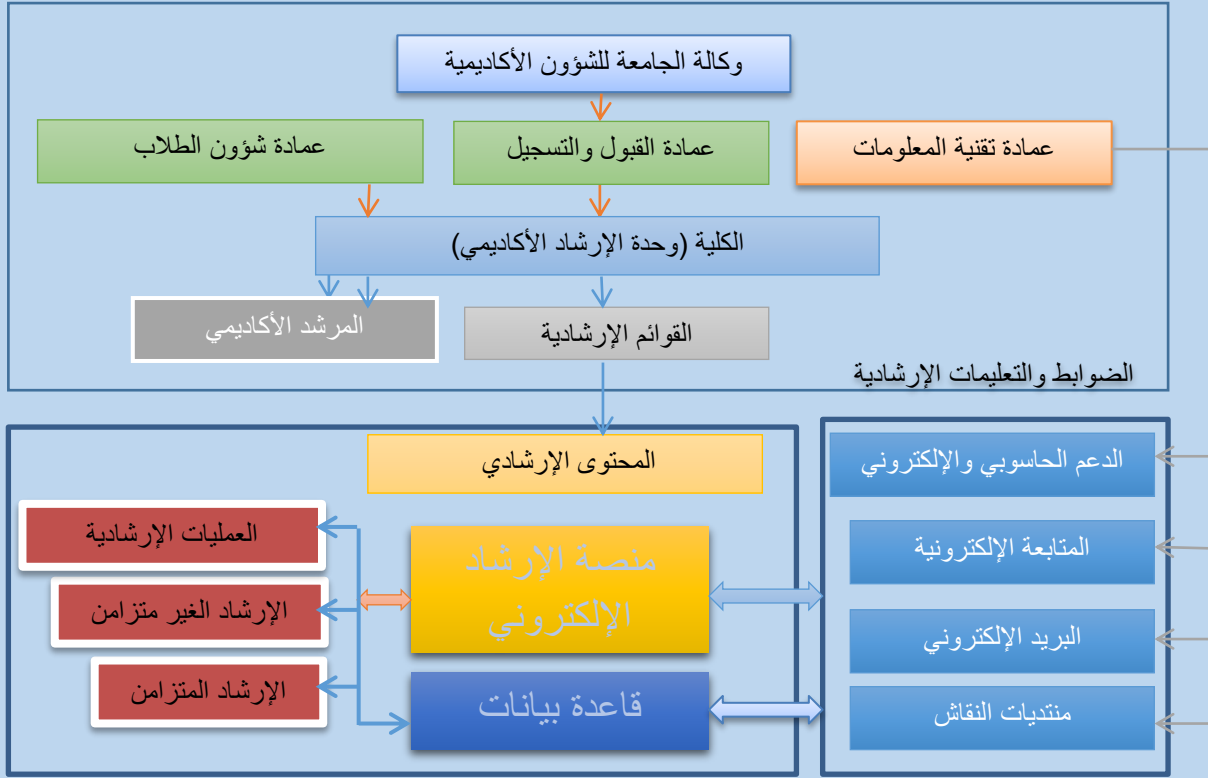 وكالة الجامعة للشؤون الأكاديمية
عمادة تقنية المعلومات
عمادة القبول والتسجيل
عمادة شؤون الطلاب
الكلية (وحدة الإرشاد الأكاديمي)
القوائم الإرشادية
المرشد الأكاديمي
الضوابط والتعليمات الإرشادية
الدعم الحاسوبي والإلكتروني
المتابعة الإلكترونية
البريد الإلكتروني
منتديات النقاش
المحتوى الإرشادي
منصة الإرشاد
الإلكتروني
قاعدة بيانات
العمليات الإرشادية
الإرشاد الغير متزامن
الإرشاد المتزامن